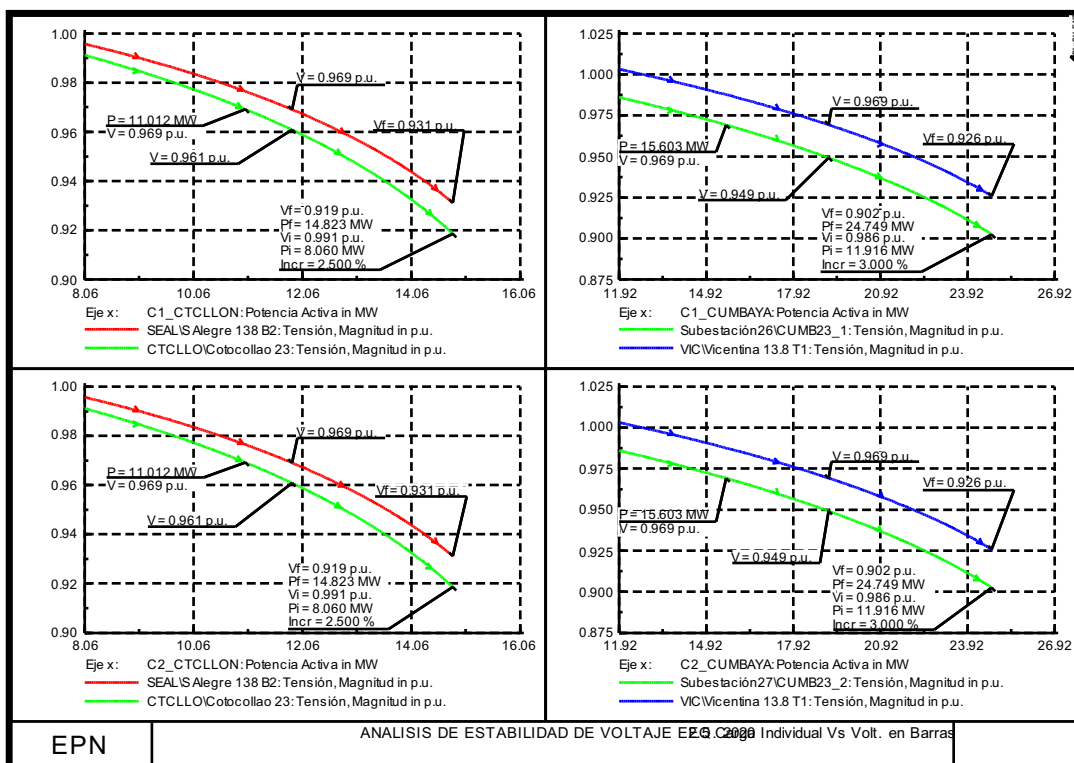 1.00
0.98
0.96
0.94
0.92
0.90
8.06
10.06
12.06
14.06
16.06
V = 0.969 p.u.
P = 11.012 MW
V = 0.969 p.u.
Vf = 0.931 p.u.
V = 0.961 p.u.
Vf = 0.919 p.u.
Pf = 14.823 MW
Vi = 0.991 p.u.
Pi = 8.060 MW
Incr = 2.500 %
Eje x: C1_CTCLLON: Potencia Activa in MW
SEAL\S Alegre 138 B2: Tensión, Magnitud in p.u.
CTCLLO\Cotocollao 23: Tensión, Magnitud in p.u.
1.025
1.000
0.975
0.950
0.925
0.900
0.875
11.92
14.92
17.92
20.92
23.92
26.92
V = 0.969 p.u.
P = 15.603 MW
V = 0.969 p.u.
Vf = 0.926 p.u.
V = 0.949 p.u.
Vf = 0.902 p.u.
Pf = 24.749 MW
Vi = 0.986 p.u.
Pi = 11.916 MW
Incr = 3.000 %
Eje x: C1_CUMBAYA: Potencia Activa in MW
Subestación26\CUMB23_1: Tensión, Magnitud in p.u.
VIC\Vicentina 13.8 T1: Tensión, Magnitud in p.u.
1.00
0.98
0.96
0.94
0.92
0.90
8.06
10.06
12.06
14.06
16.06
V = 0.969 p.u.
P = 11.012 MW
V = 0.969 p.u.
Vf = 0.931 p.u.
V = 0.961 p.u.
Vf = 0.919 p.u.
Pf = 14.823 MW
Vi = 0.991 p.u.
Pi = 8.060 MW
Incr = 2.500 %
Eje x: C2_CTCLLON: Potencia Activa in MW
SEAL\S Alegre 138 B2: Tensión, Magnitud in p.u.
CTCLLO\Cotocollao 23: Tensión, Magnitud in p.u.
1.025
1.000
0.975
0.950
0.925
0.900
0.875
11.92
14.92
17.92
20.92
23.92
26.92
V = 0.969 p.u.
P = 15.603 MW
V = 0.969 p.u.
Vf = 0.926 p.u.
V = 0.949 p.u.
Vf = 0.902 p.u.
Pf = 24.749 MW
Vi = 0.986 p.u.
Pi = 11.916 MW
Incr = 3.000 %
Eje x: C2_CUMBAYA: Potencia Activa in MW
Subestación27\CUMB23_2: Tensión, Magnitud in p.u.
VIC\Vicentina 13.8 T1: Tensión, Magnitud in p.u.
EPN
ANALISIS DE ESTABILIDAD DE VOLTAJE Individual Vs Volt. en Barras